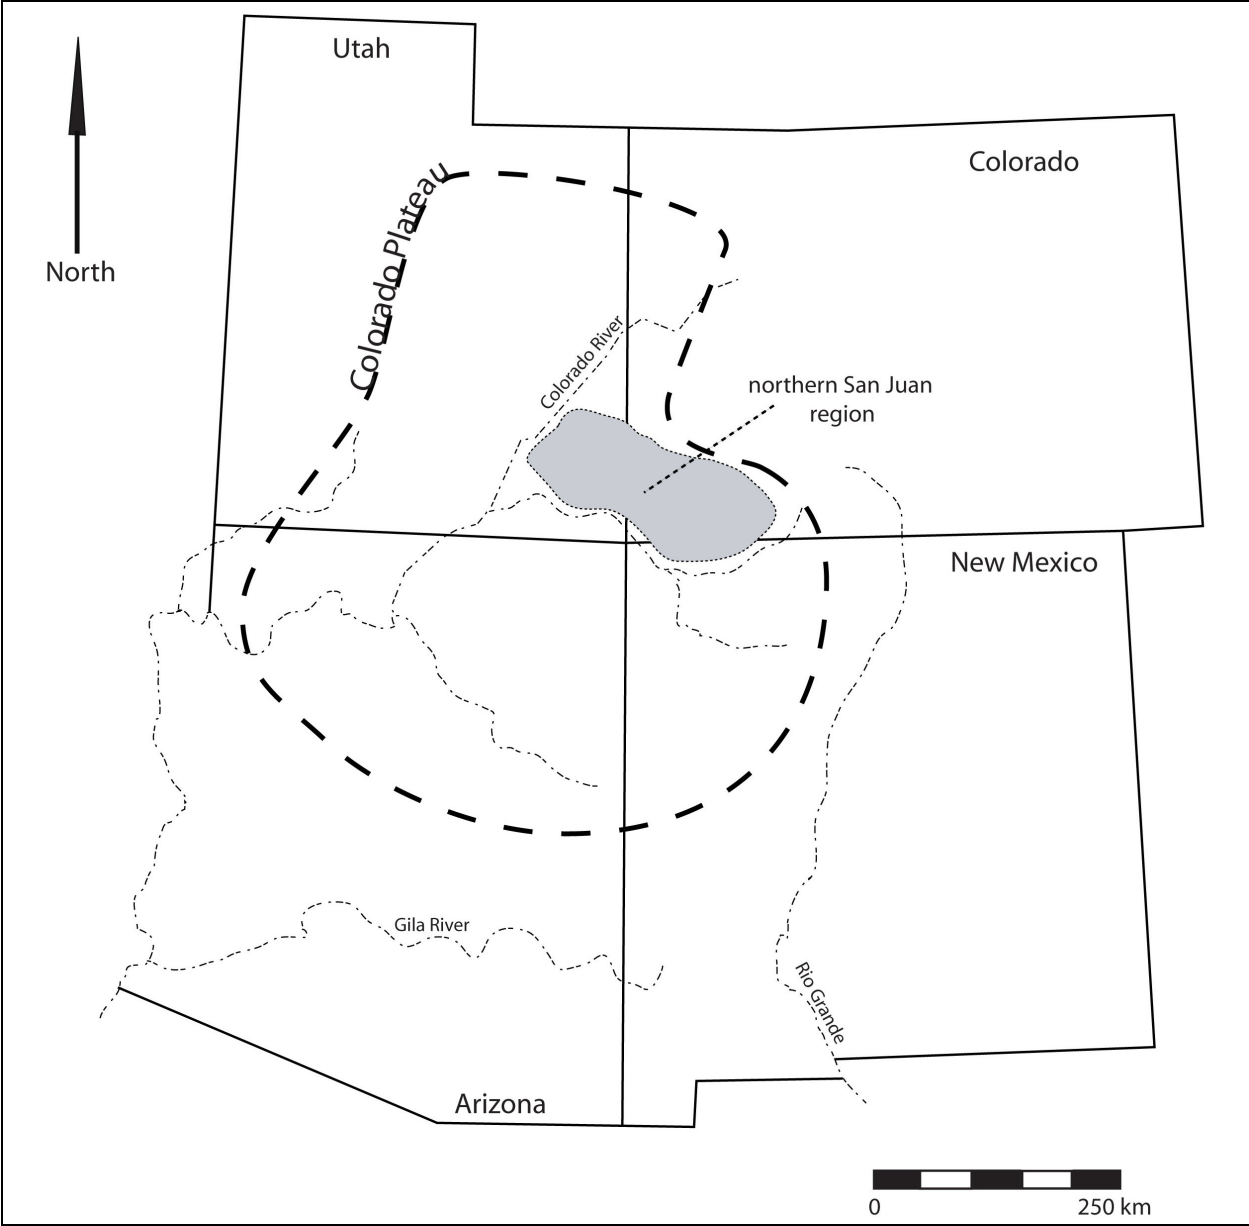 Utah
Colorado
Colorado Plateau
North
Colorado River
northern San Juan
region
New Mexico
Gila River
Rio Grande
Arizona
0
250 km